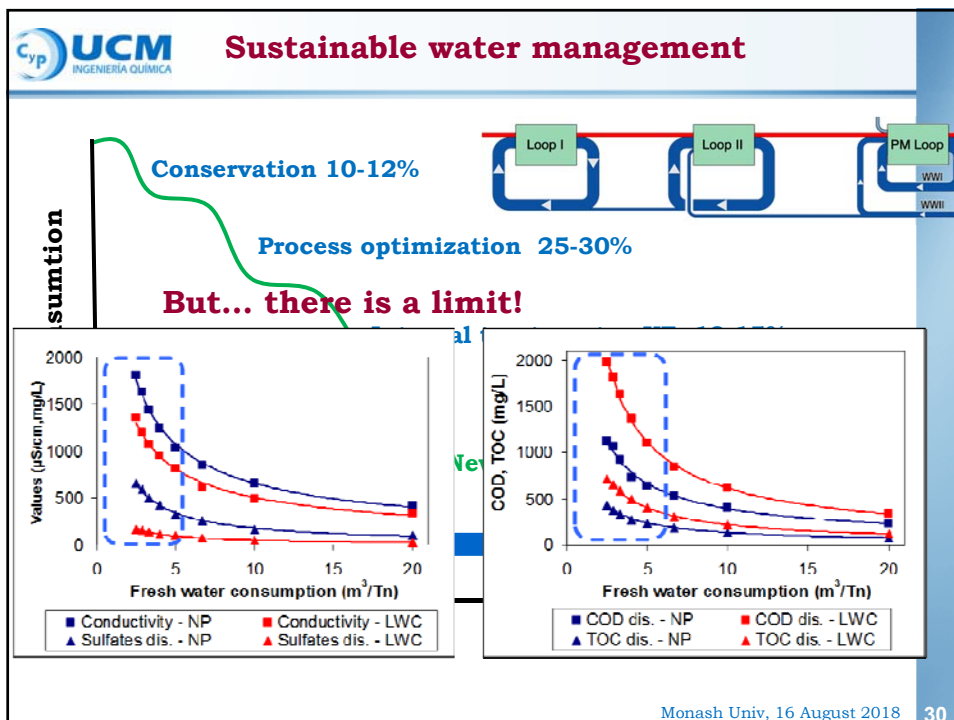 Cyp UCM
INGENIERÍA QUÍMICA
Sustainable water management
Loop I
Loop II
PM Loop
WWI
WWII
Conservation 10-12%
Process optimization 25-30%
But... there is a limit!
2000
1500
1000
500
0
0
5
10
15
20
Values (µS/cm,mg/L)
Fresh water consumption (m³/Tn)
Conductivity - NP
Conductivity - LWC
Sulfates dis. - NP
Sulfates dis. - LWC
2000
1500
1000
500
0
0
5
10
15
20
COD, TOC (mg/L)
Fresh water consumption (m³/Tn)
COD dis. - NP
COD dis. - LWC
TOC dis. - NP
TOC dis. - LWC
Monash Univ, 16 August 2018
30